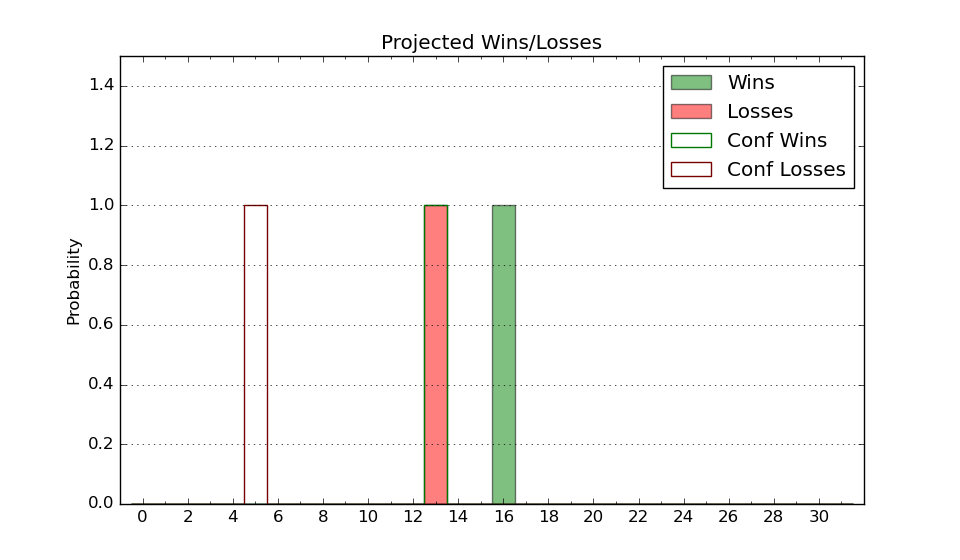 Projected Wins/Losses
Wins
Losses
Conf Wins
Conf Losses
Probability
1.4
1.2
1.0
0.8
0.6
0.4
0.2
0.0
0 2 4 6 8 10 12 14 16 18 20 22 24 26 28 30